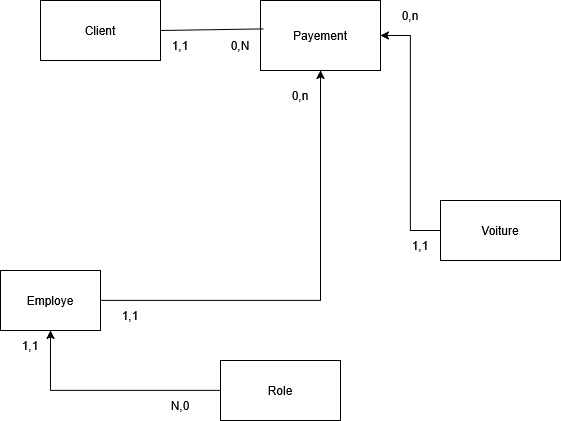 Client
Payement
0,n
1,1
0,N
0,n
Voiture
1,1
Employe
1,1
1,1
Role
N,0